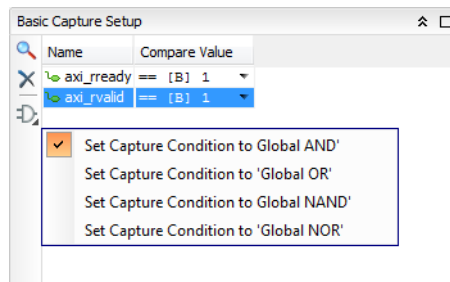 Basic Capture Setup
Name Compare Value
axi_rready == [B] 1
axi_rvalid == [B] 1
Set Capture Condition to Global AND'
Set Capture Condition to 'Global OR'
Set Capture Condition to Global NAND'
Set Capture Condition to 'Global NOR'